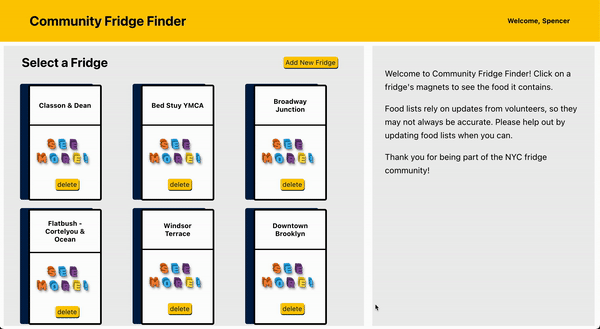 Community Fridge Finder
Welcome, Spencer
Select a Fridge
Add New Fridge
Classon & Dean
SEE
MORE!
delete
Bed Stuy YMCA
SEE
MORE!
delete
Broadway
Junction
SEE
MORE!
delete
Flatbush -
Cortelyou &
Ocean
SEE
MORE!
delete
Windsor
Terrace
SEE
MORE!
delete
Downtown
Brooklyn
SEE
MORE!
delete
Welcome to Community Fridge Finder! Click on a
fridge's magnets to see the food it contains.
Food lists rely on updates from volunteers, so they
may not always be accurate. Please help out by
updating food lists when you can.
Thank you for being part of the NYC fridge
community!